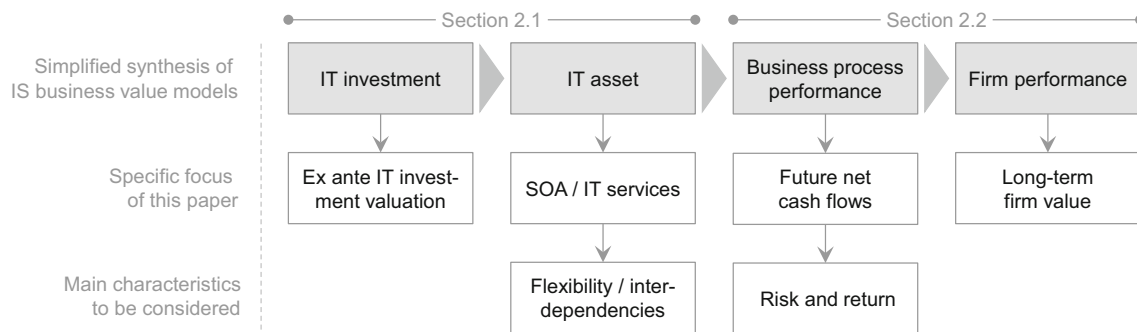 Section 2.1
Section 2.2
Simplified synthesis of
IS business value models
IT investment
IT asset
Business process
performance
Firm performance
Specific focus
of this paper
Ex ante IT invest-
ment valuation
SOA / IT services
Future net
cash flows
Long-term
firm value
Main characteristics
to be considered
Flexibility / inter-
dependencies
Risk and return